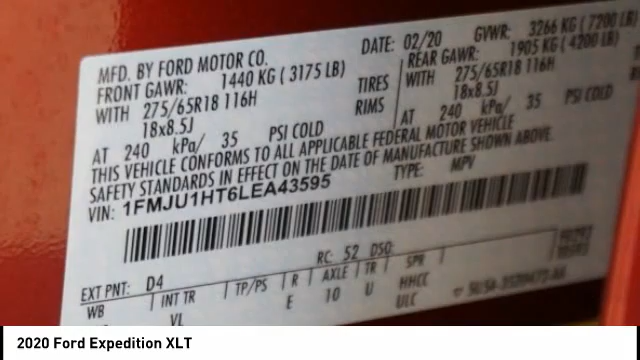 MFD. BY FORD MOTOR CO.
DATE: 02/20 GVWR: 3266 KG (7200 LB)
FRONT GAWR: 1440 KG (3175 LB)
REAR GAWR: 1905 KG (4200 LB)
WITH 275/65R18 116H TIRES
WITH 275/65R18 116H
18x8.5J RIMS
18x8.5J
AT 240 kPa/ 35 PSI COLD
AT 240 kPa/ 35 PSI COLD
THIS VEHICLE CONFORMS TO ALL APPLICABLE FEDERAL MOTOR VEHICLE
SAFETY STANDARDS IN EFFECT ON THE DATE OF MANUFACTURE SHOWN ABOVE.
VIN: 1FMJU1HT6LEA43595 TYPE: MPV
EXT PNT: D4 RC: 52 DSO:
WB INT TR TP/PS R AXLE TR SPR
VL E 10 U HHCC
ULC
2020 Ford Expedition XLT